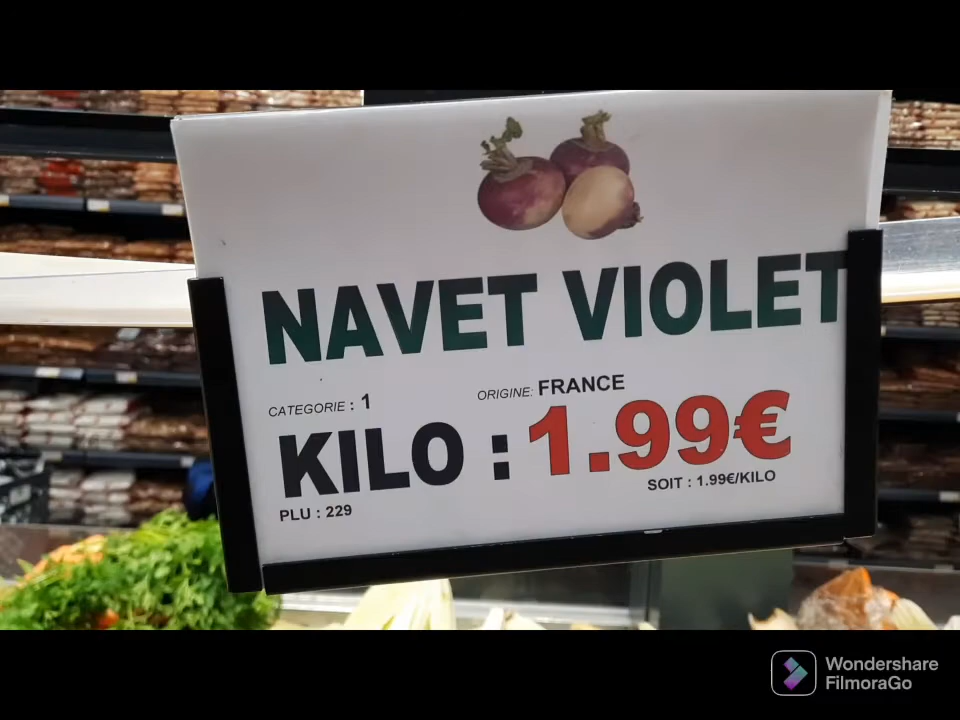 NAVET VIOLET
CATEGORIE : 1 ORIGINE: FRANCE
KILO : 1.99€
SOIT : 1.99€/KILO
PLU : 229
Wondershare
FilmoraGo